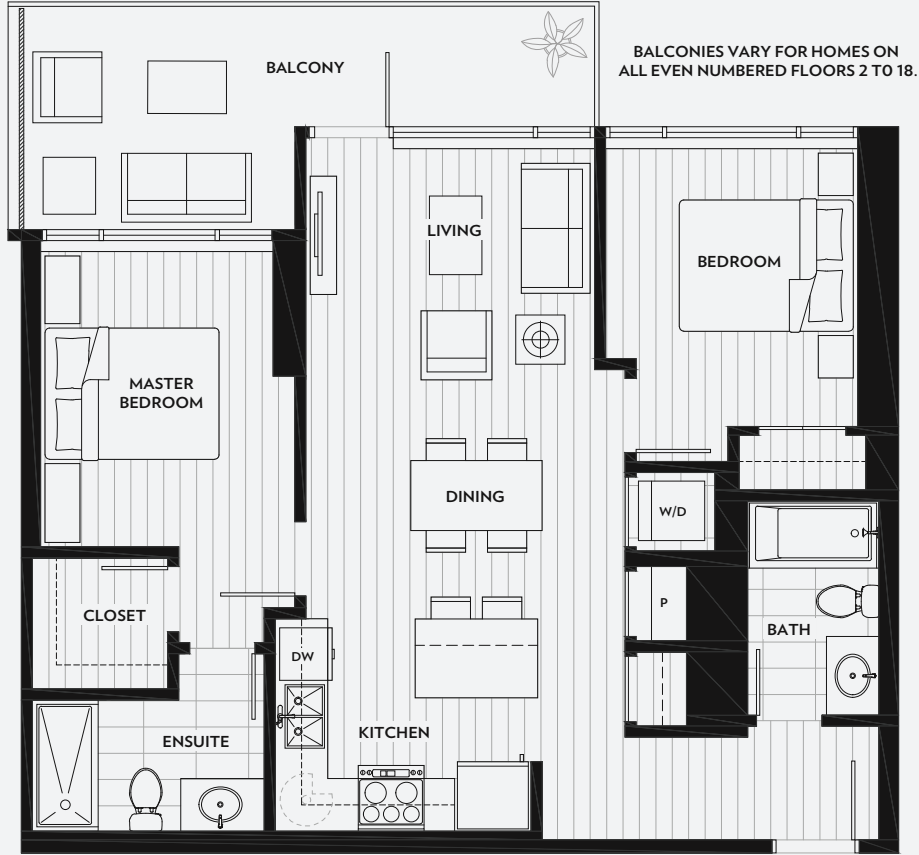 BALCONY
BALCONIES VARY FOR HOMES ON
ALL EVEN NUMBERED FLOORS 2 TO 18.
LIVING
BEDROOM
MASTER
BEDROOM
DINING
W/D
CLOSET
P
BATH
DW
KITCHEN
ENSUITE